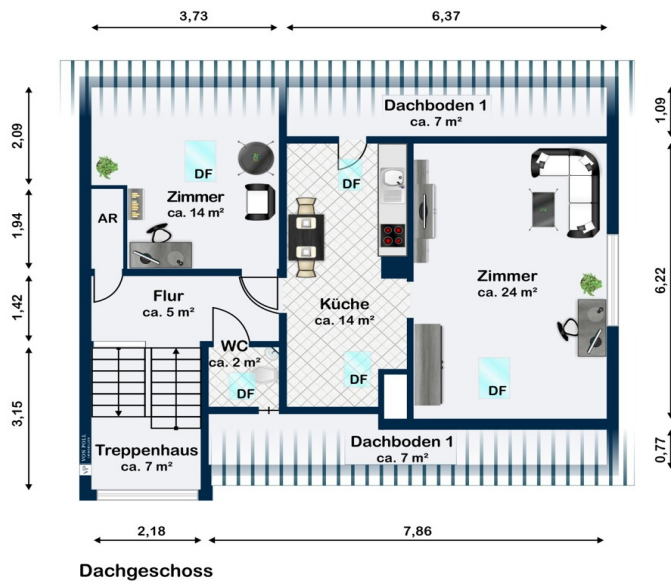 3,73
6,37
2,09
1,94
1,42
3,15
1,09
6,22
0,77
Dachboden 1
ca. 7 m²
DF
Zimmer
ca. 14 m²
AR
DF
Flur
ca. 5 m²
Küche
ca. 14 m²
Zimmer
ca. 24 m²
WC
ca. 2 m²
DF
DF
DF
Treppenhaus
ca. 7 m²
Dachboden 1
ca. 7 m²
VP VON POLL
2,18
7,86
Dachgeschoss